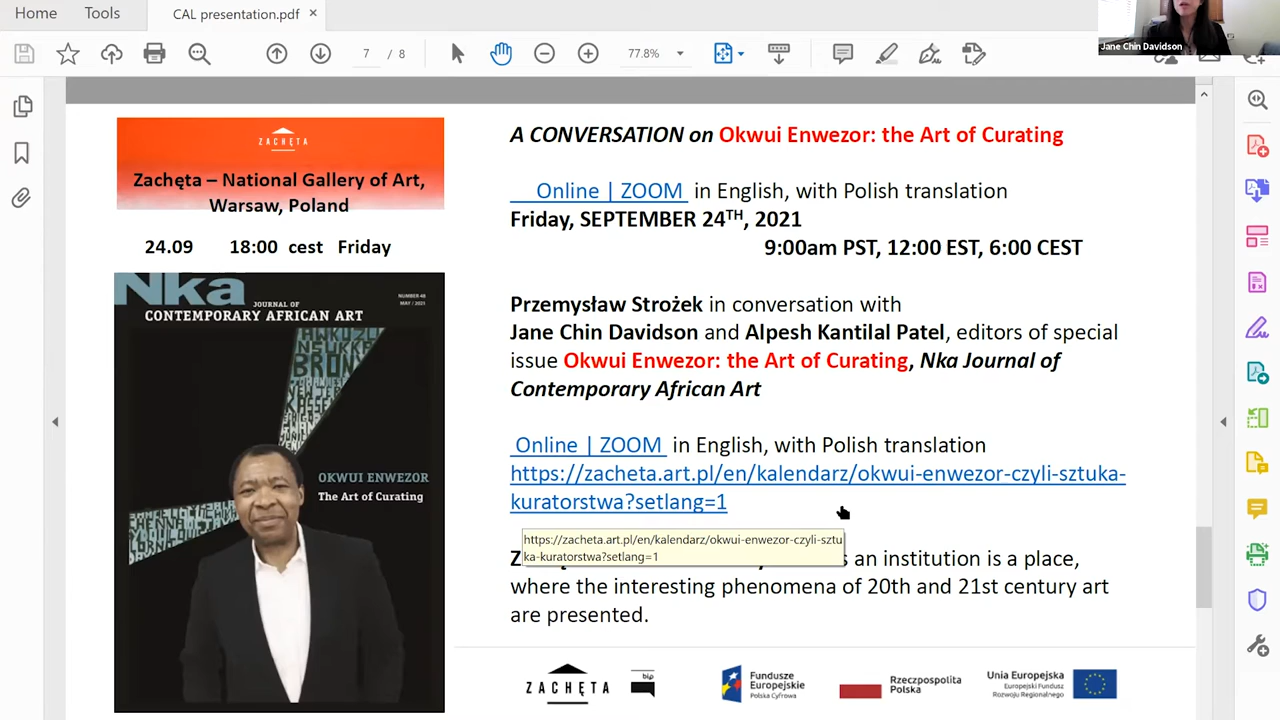 Home
Tools
CAL presentation.pdf
Jane Chin Davidson
7 / 8
77.8%
ZACHĘTA
Zachęta – National Gallery of Art,
Warsaw, Poland
24.09 18:00 cest Friday
Nka
JOURNAL OF
CONTEMPORARY AFRICAN ART
NUMBER 48
MAY / 2021
OKWUI ENWEZOR
The Art of Curating
A CONVERSATION on Okwui Enwezor: the Art of Curating
Online | ZOOM in English, with Polish translation
Friday, SEPTEMBER 24TH, 2021
9:00am PST, 12:00 EST, 6:00 CEST
Przemysław Strożek in conversation with
Jane Chin Davidson and Alpesh Kantilal Patel, editors of special
issue Okwui Enwezor: the Art of Curating, Nka Journal of
Contemporary African Art
Online | ZOOM in English, with Polish translation
https://zacheta.art.pl/en/kalendarz/okwui-enwezor-czyli-sztuka-
kuratorstwa?setlang=1
https://zacheta.art.pl/en/kalendarz/okwui-enwezor-czyli-sztu
ka-kuratorstwa?setlang=1
an institution is a place,
where the interesting phenomena of 20th and 21st century art
are presented.
ZACHĘTA
bip
Fundusze
Europejskie
Polska Cyfrowa
Rzeczpospolita
Polska
Unia Europejska
Europejski Fundusz
Rozwoju Regionalnego